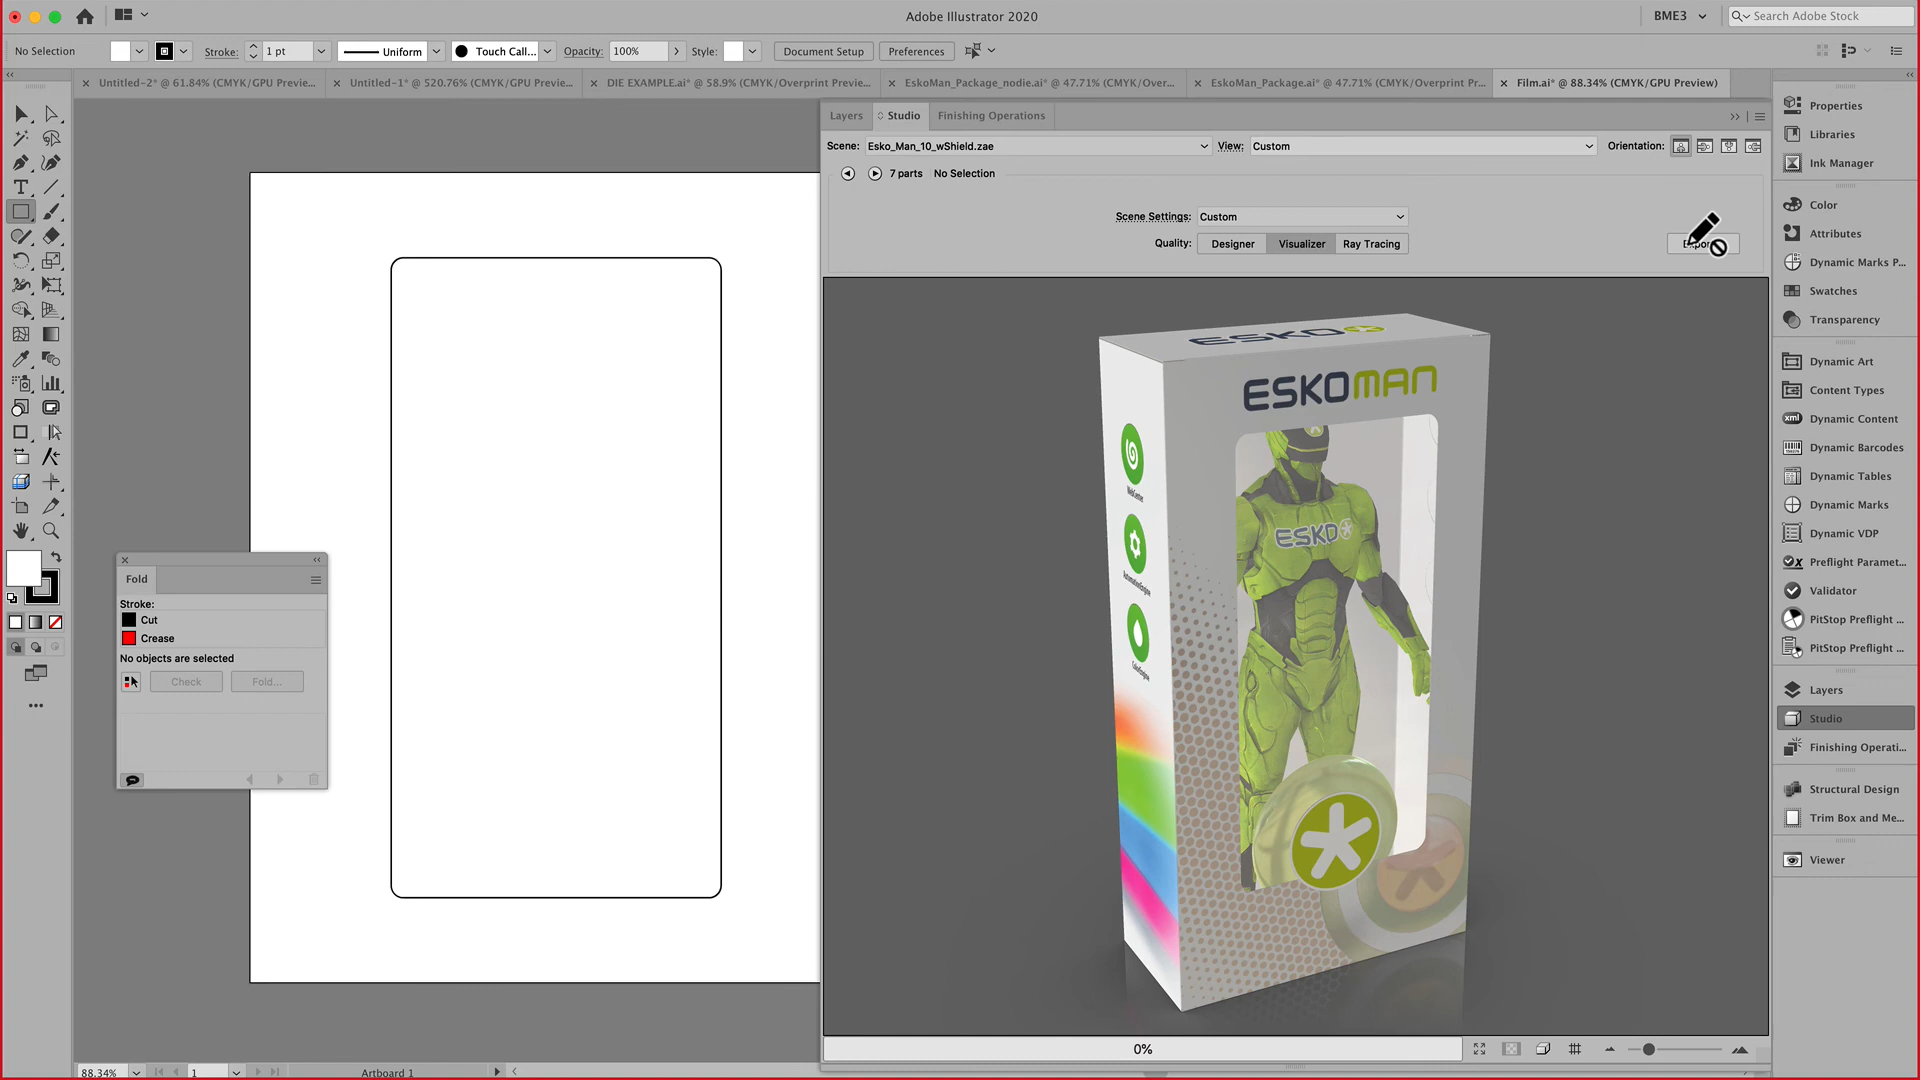 Adobe Illustrator 2020
BME3
Search Adobe Stock
No Selection
Stroke:
1 pt
Uniform
Touch Call...
Opacity:
100%
Style:
Document Setup
Preferences
Untitled-2* @ 61.84% (CMYK/GPU Previe...
Untitled-1* @ 520.76% (CMYK/GPU Previe...
DIE EXAMPLE.ai* @ 58.9% (CMYK/Overprint Previe...
EskoMan_Package_nodie.ai* @ 47.71% (CMYK/Over...
EskoMan_Package.ai* @ 47.71% (CMYK/Overprint Pr...
Film.ai* @ 88.34% (CMYK/GPU Preview)
Layers
Studio
Finishing Operations
Scene:
Esko_Man_10_wShield.zae
View:
Custom
Orientation:
7 parts
No Selection
Scene Settings:
Custom
Quality:
Designer
Visualizer
Ray Tracing
ESKO
ESKOMAN
ESKO
WebCenter
AutomationEngine
ColorEngine
0%
Fold
Stroke:
Cut
Crease
No objects are selected
Check
Fold...
88.34%
1
Artboard 1
Properties
Libraries
Ink Manager
Color
Attributes
Dynamic Marks P...
Swatches
Transparency
Dynamic Art
Content Types
xml
Dynamic Content
Dynamic Barcodes
Dynamic Tables
Dynamic Marks
Dynamic VDP
Preflight Paramet...
Validator
PitStop Preflight ...
PitStop Preflight ...
Layers
Studio
Finishing Operati...
Structural Design
Trim Box and Me...
Viewer